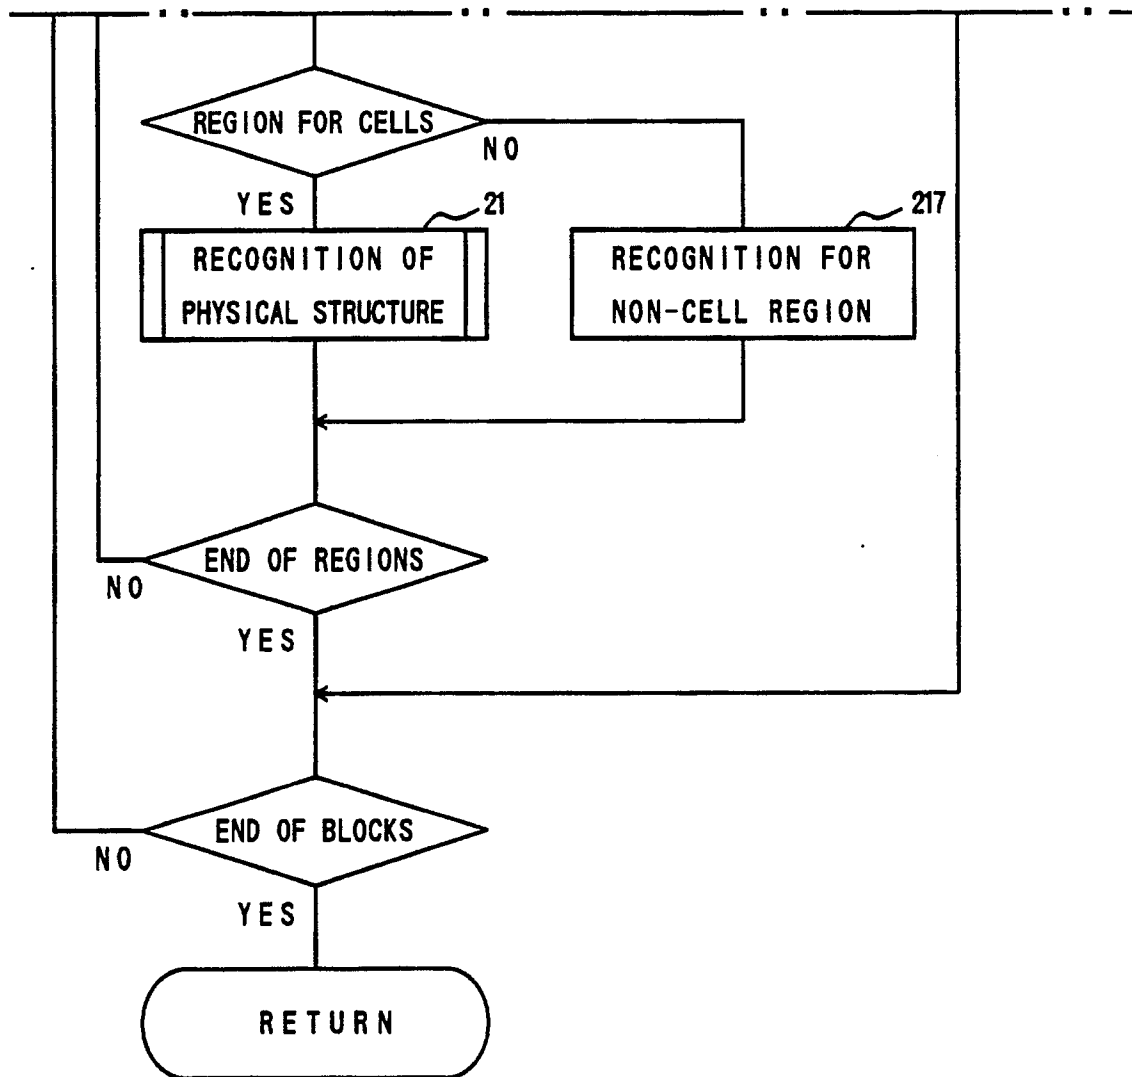 REGION FOR CELLS
NO
YES
21
217
RECOGNITION OF
PHYSICAL STRUCTURE
RECOGNITION FOR
NON-CELL REGION
END OF REGIONS
NO
YES
END OF BLOCKS
NO
YES
RETURN